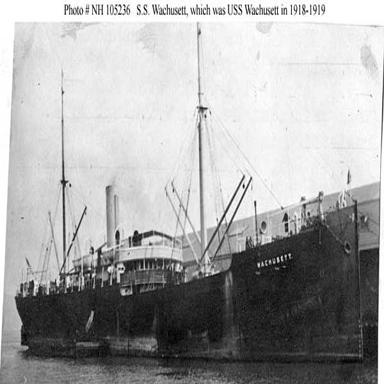 Photo # NH 105236 S.S. Wachusett, which was USS Wachusett in 1918-1919
WACHUSETT